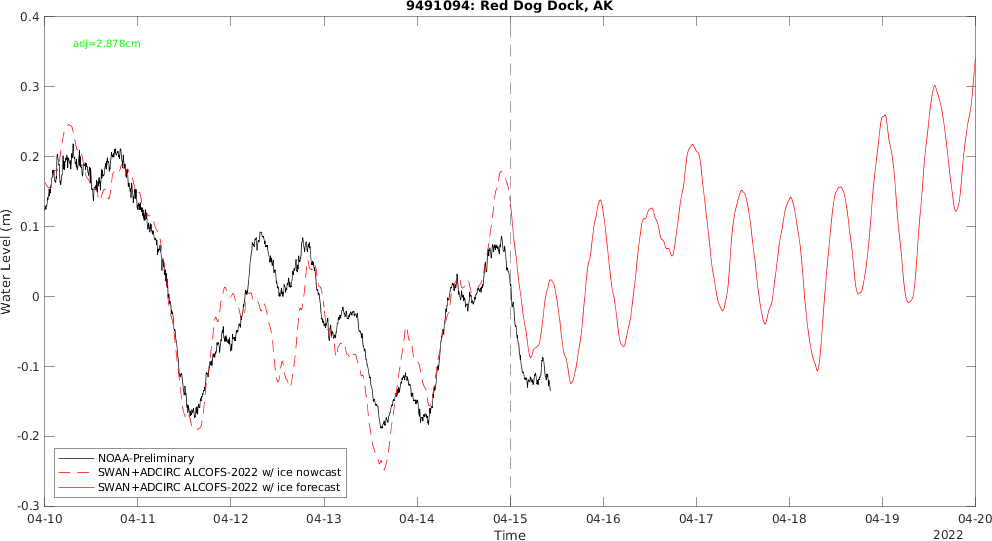 9491094: Red Dog Dock, AK
adj=2.878cm
0.4
0.3
0.2
0.1
0
-0.1
-0.2
-0.3
Water Level (m)
NOAA-Preliminary
SWAN+ADCIRC ALCOFS-2022 w/ ice nowcast
SWAN+ADCIRC ALCOFS-2022 w/ ice forecast
04-10 04-11 04-12 04-13 04-14 04-15 04-16 04-17 04-18 04-19 04-20
Time
2022